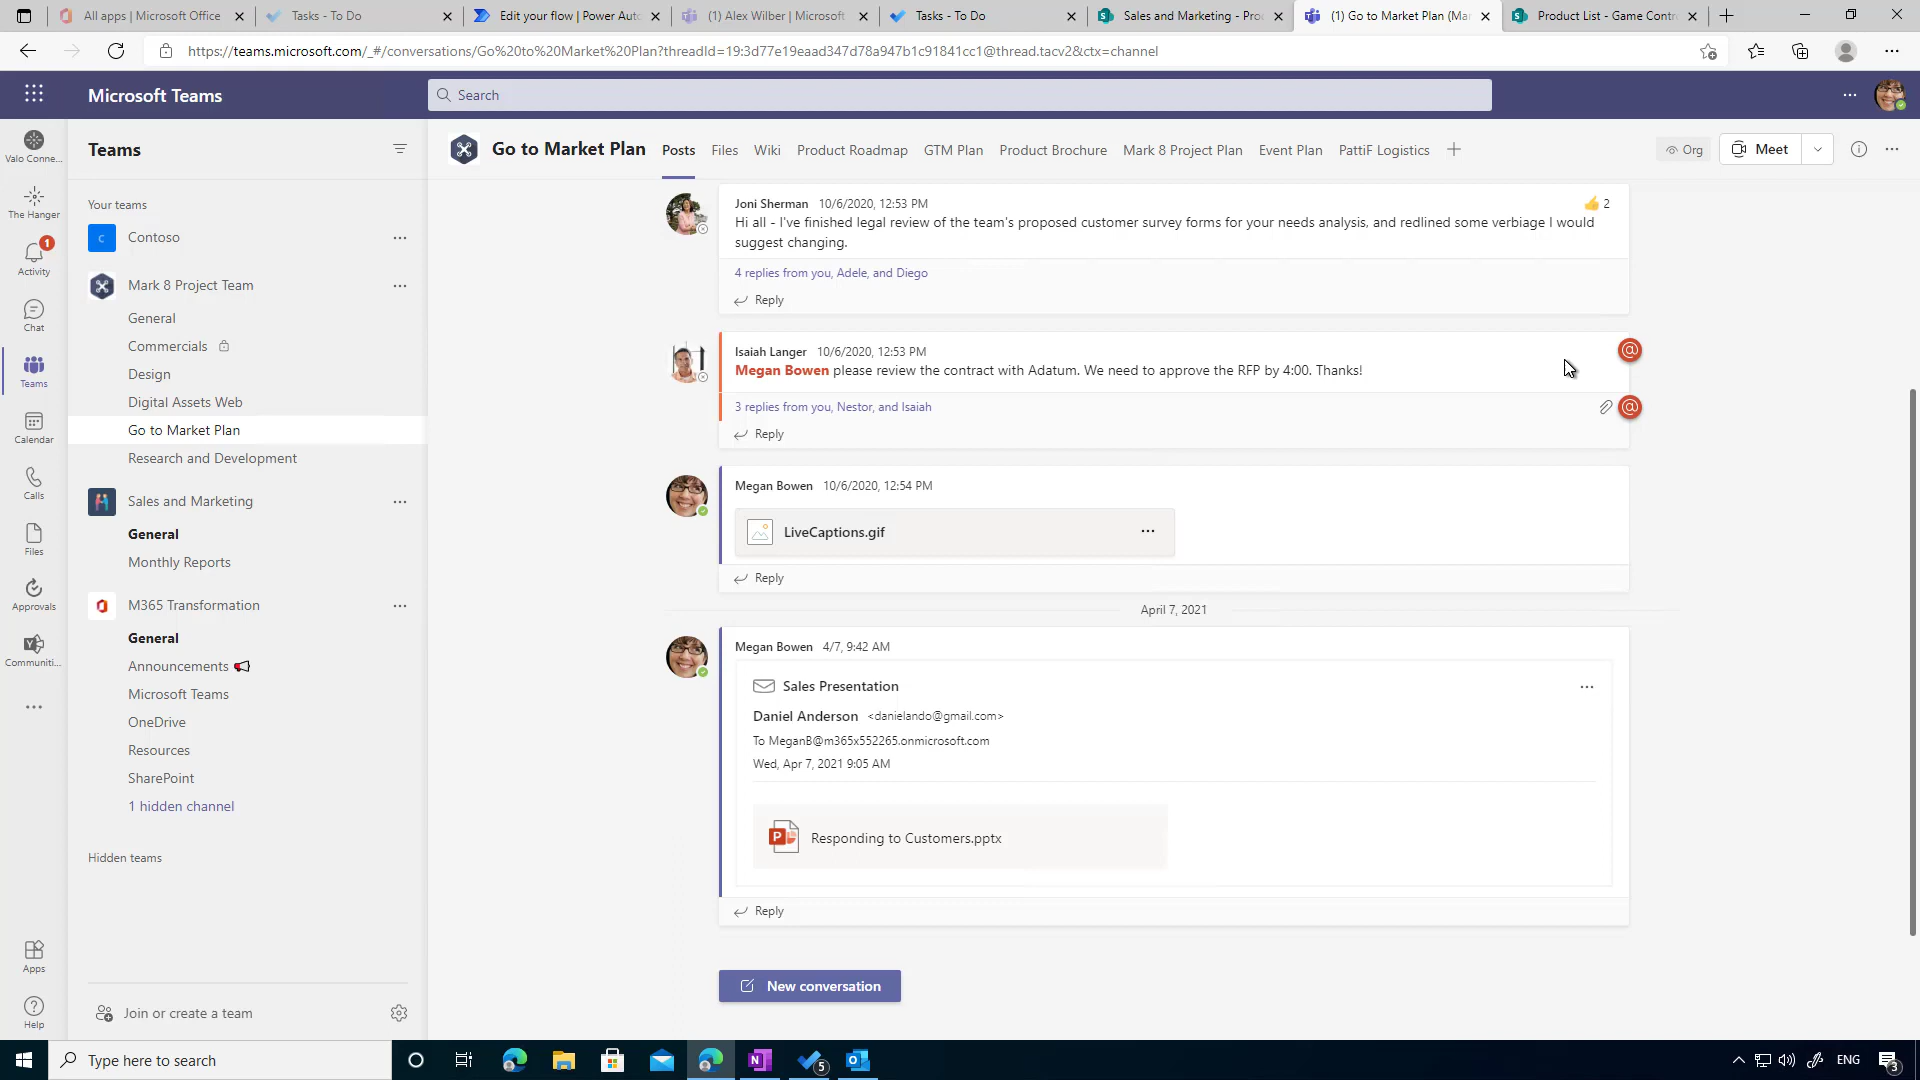 All apps | Microsoft Office
Tasks - To Do
Edit your flow | Power Aut
(1) Alex Wilber | Microsoft
Tasks - To Do
Sales and Marketing - Pro
(1) Go to Market Plan (Ma
Product List - Game Contr
https://teams.microsoft.com/_#/conversations/Go%20to%20Market%20Plan?threadId=19:3d77e19eaad347d78a947b1c91841cc1@thread.tacv2&ctx=channel
Microsoft Teams
Search
Valo Conne...
The Hanger
1
Activity
Chat
Teams
Calendar
Calls
Files
Approvals
Communiti...
Apps
Help
Teams
Your teams
C
Contoso
Mark 8 Project Team
General
Commercials
Design
Digital Assets Web
Go to Market Plan
Research and Development
Sales and Marketing
General
Monthly Reports
M365 Transformation
General
Announcements
Microsoft Teams
OneDrive
Resources
SharePoint
1 hidden channel
Hidden teams
Join or create a team
Go to Market Plan
Posts
Files
Wiki
Product Roadmap
GTM Plan
Product Brochure
Mark 8 Project Plan
Event Plan
PattiF Logistics
Org
Meet
Joni Sherman 10/6/2020, 12:53 PM
2
Hi all - I've finished legal review of the team's proposed customer survey forms for your needs analysis, and redlined some verbiage I would
suggest changing.
4 replies from you, Adele, and Diego
Reply
Isaiah Langer 10/6/2020, 12:53 PM
Megan Bowen please review the contract with Adatum. We need to approve the RFP by 4:00. Thanks!
3 replies from you, Nestor, and Isaiah
Reply
Megan Bowen 10/6/2020, 12:54 PM
LiveCaptions.gif
Reply
April 7, 2021
Megan Bowen 4/7, 9:42 AM
Sales Presentation
Daniel Anderson <danielando@gmail.com>
To MeganB@m365x552265.onmicrosoft.com
Wed, Apr 7, 2021 9:05 AM
Responding to Customers.pptx
Reply
New conversation
Type here to search
5
ENG
3